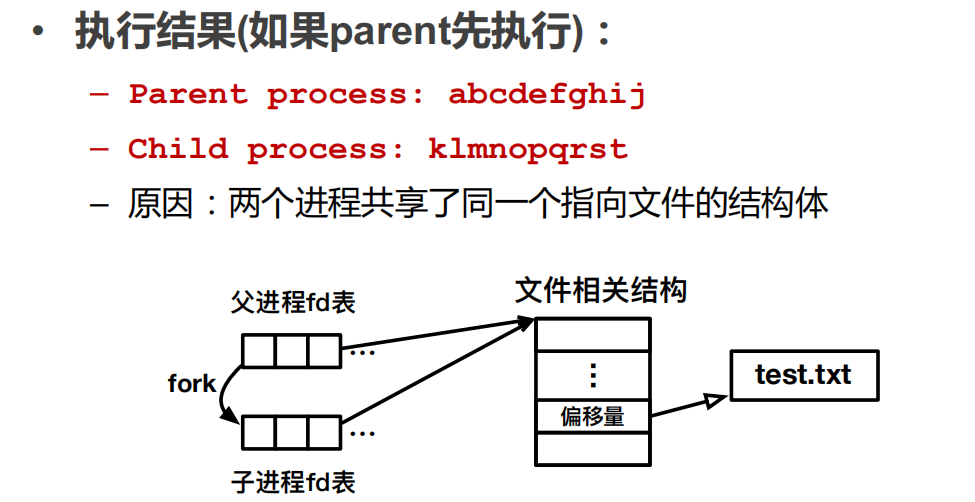 • 执行结果(如果parent先执行)：
– Parent process: abcdefghij
– Child process: klmnopqrst
– 原因：两个进程共享了同一个指向文件的结构体
文件相关结构
父进程fd表
...
⋮
test.txt
fork
偏移量
...
子进程fd表